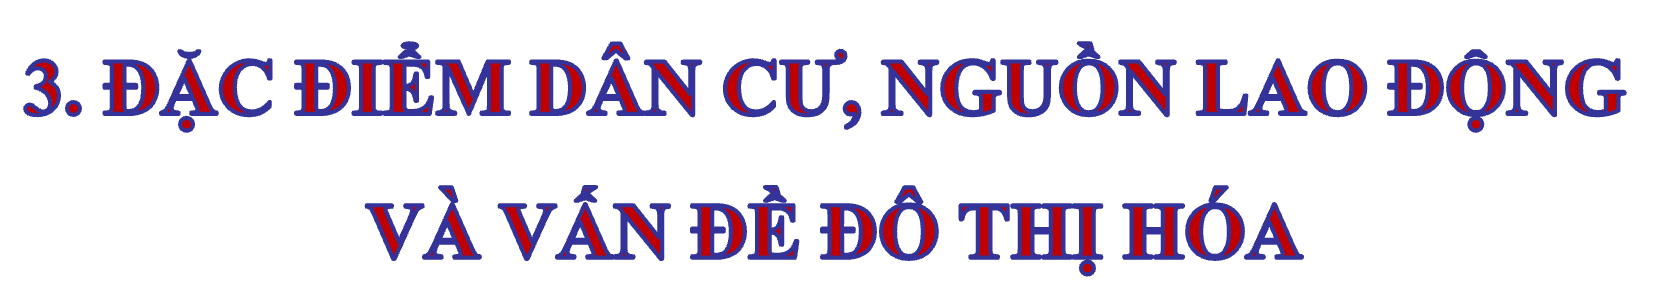 3. ĐẶC ĐIỂM DÂN CƯ, NGUỒN LAO ĐỘNG
VÀ VẤN ĐỀ ĐÔ THỊ HÓA